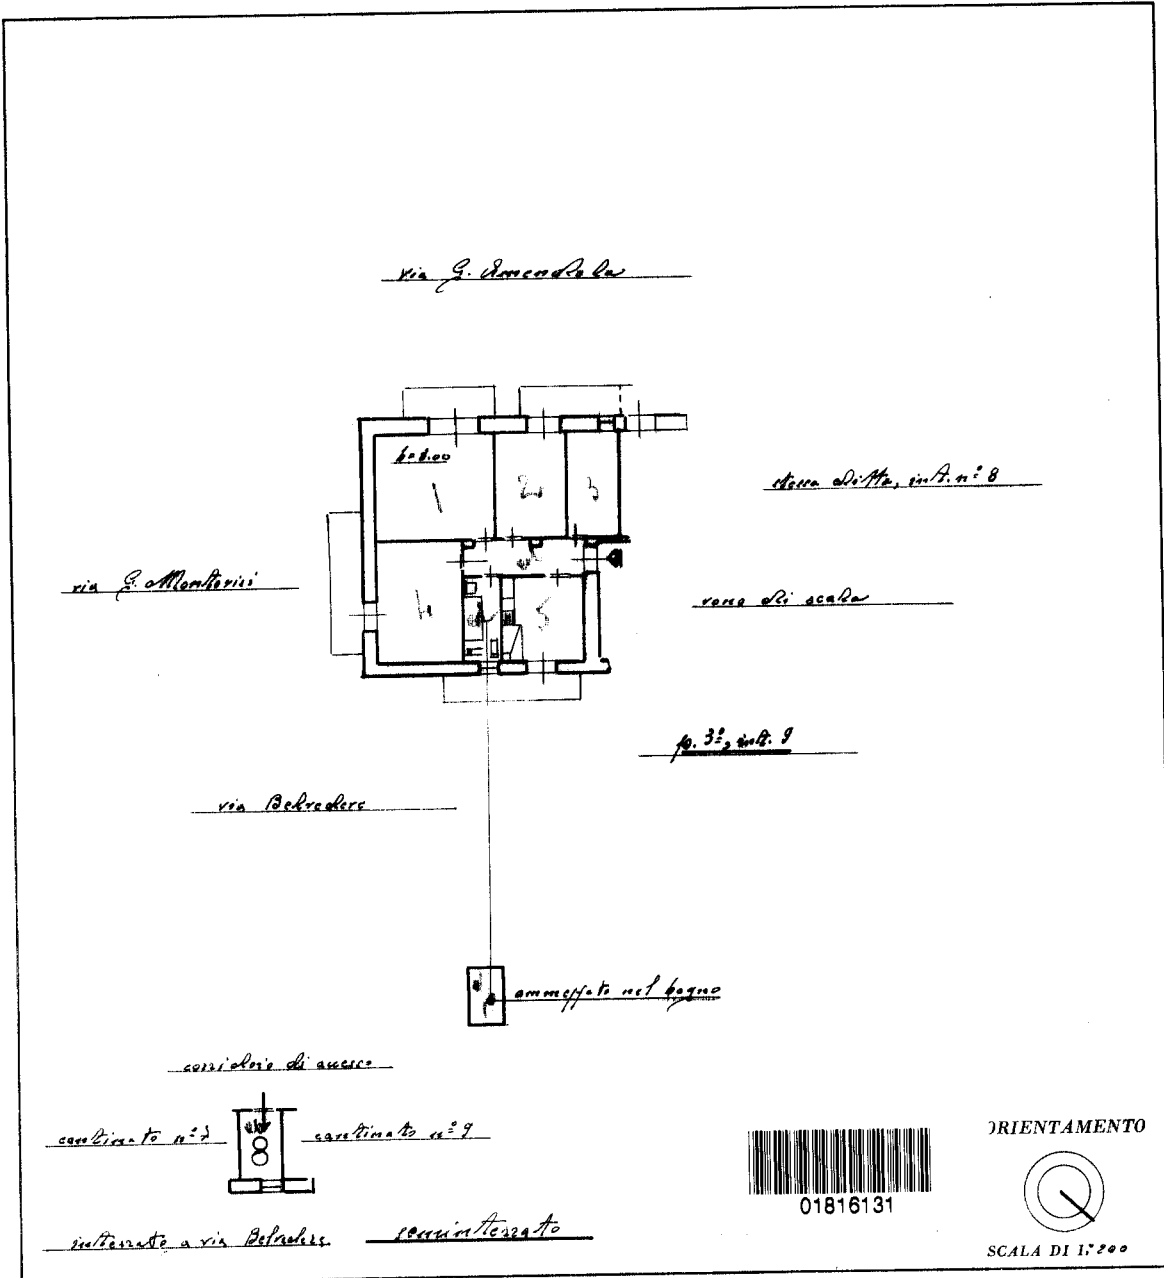 via G. Amendola
h=3.00
1
2
3
stessa ditta, int. n° 8
via G. Montorisi
4
5
vano di scala
p. 3°, int. 9
via Belvedere
ammezzato nel bagno
corridoio di accesso
cantinato n°
8
cantinato n° 9
interrato a via Belvedere
seminterrato
01816131
ORIENTAMENTO
SCALA DI 1:200